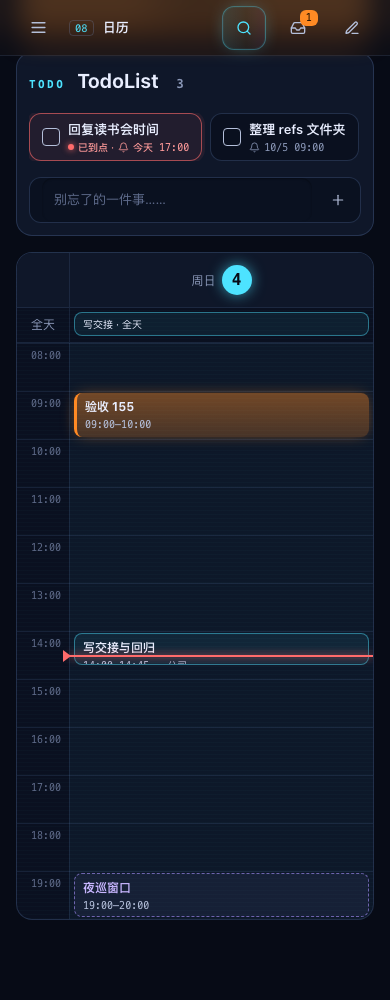 08 日历
1
TODO TodoList 3
回复读书会时间
已到点 · 今天 17:00
整理 refs 文件夹
10/5 09:00
别忘了的一件事……
周日 4
全天
写交接 · 全天
08:00
09:00
验收 155
09:00—10:00
10:00
11:00
12:00
13:00
14:00
写交接与回归
15:00
16:00
17:00
18:00
19:00
夜巡窗口
19:00—20:00